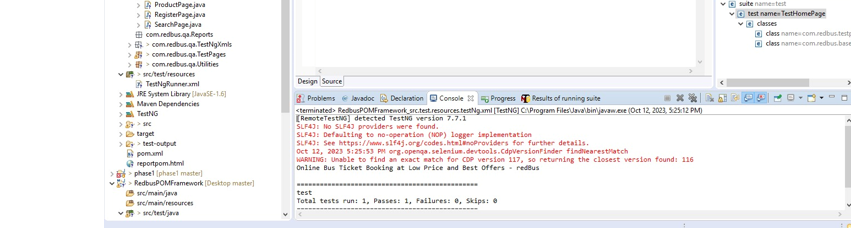 ProductPage.java
RegisterPage.java
SearchPage.java
com.redbus.qa.Reports
> com.redbus.qa.TestNgXmls
> com.redbus.qa.TestPages
> com.redbus.qa.Utilities
> src/test/resources
TestNgRunner.xml
JRE System Library [JavaSE-1.6]
Maven Dependencies
TestNG
> src
target
> test-output
pom.xml
reportpom.html
> phase1 [phase1 master]
> RedbusPOMFramework [Desktop master]
src/main/java
src/main/resources
> src/test/java
Design Source
Problems Javadoc Declaration Console Progress Results of running suite
<terminated> RedbusPOMFramework_src.test.resources.testNg.xml [TestNG] C:\Program Files\Java\bin\javaw.exe (Oct 12, 2023, 5:25:12 PM)
[RemoteTestNG] detected TestNG version 7.7.1
SLF4J: No SLF4J providers were found.
SLF4J: Defaulting to no-operation (NOP) logger implementation
SLF4J: See https://www.slf4j.org/codes.html#noProviders for further details.
Oct 12, 2023 5:25:53 PM org.openqa.selenium.devtools.CdpVersionFinder findNearestMatch
WARNING: Unable to find an exact match for CDP version 117, so returning the closest version found: 116
Online Bus Ticket Booking at Low Price and Best Offers - redBus
===============================================
test
Total tests run: 1, Passes: 1, Failures: 0, Skips: 0
===============================================
suite name=test
test name=TestHomePage
classes
class name=com.redbus.testp
class name=com.redbus.base